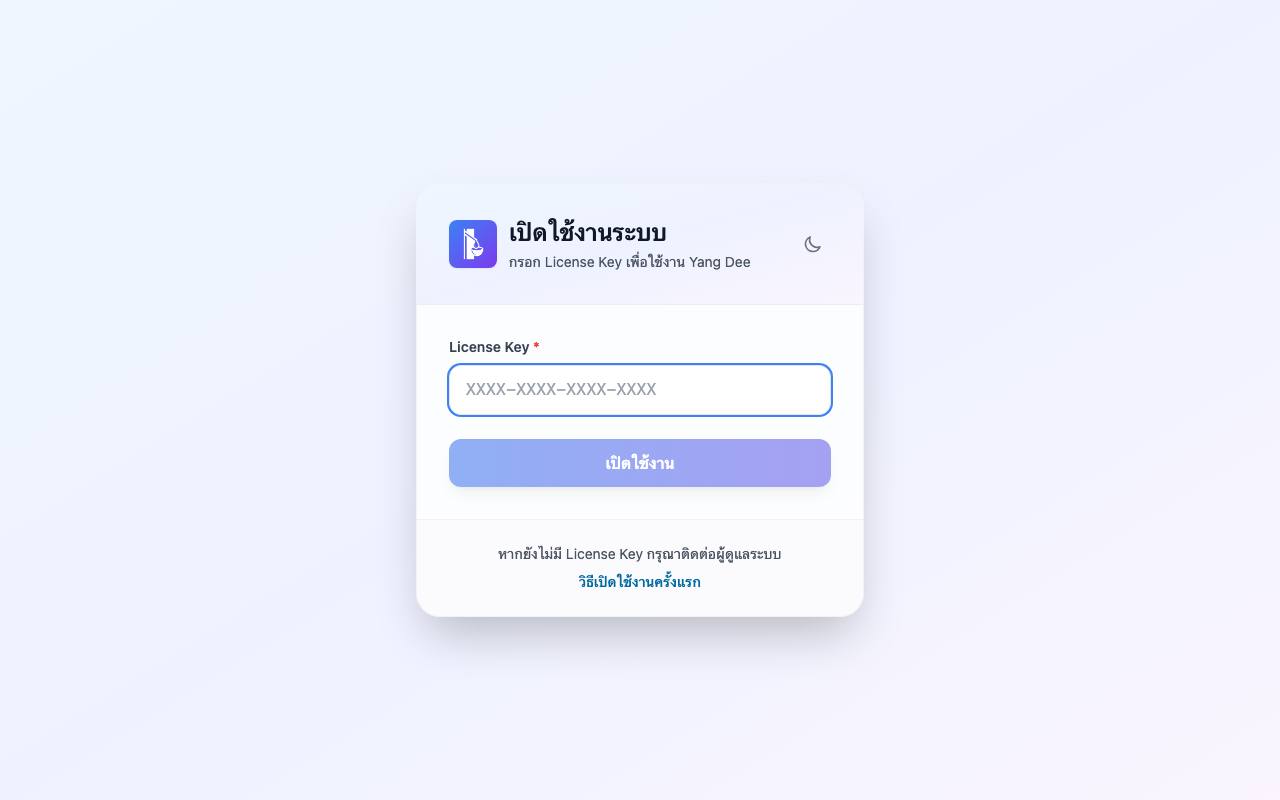 เปิดใช้งานระบบ
กรอก License Key เพื่อใช้งาน Yang Dee
License Key *
XXXX-XXXX-XXXX-XXXX
เปิดใช้งาน
หากยังไม่มี License Key กรุณาติดต่อผู้ดูแลระบบ
วิธีเปิดใช้งานครั้งแรก